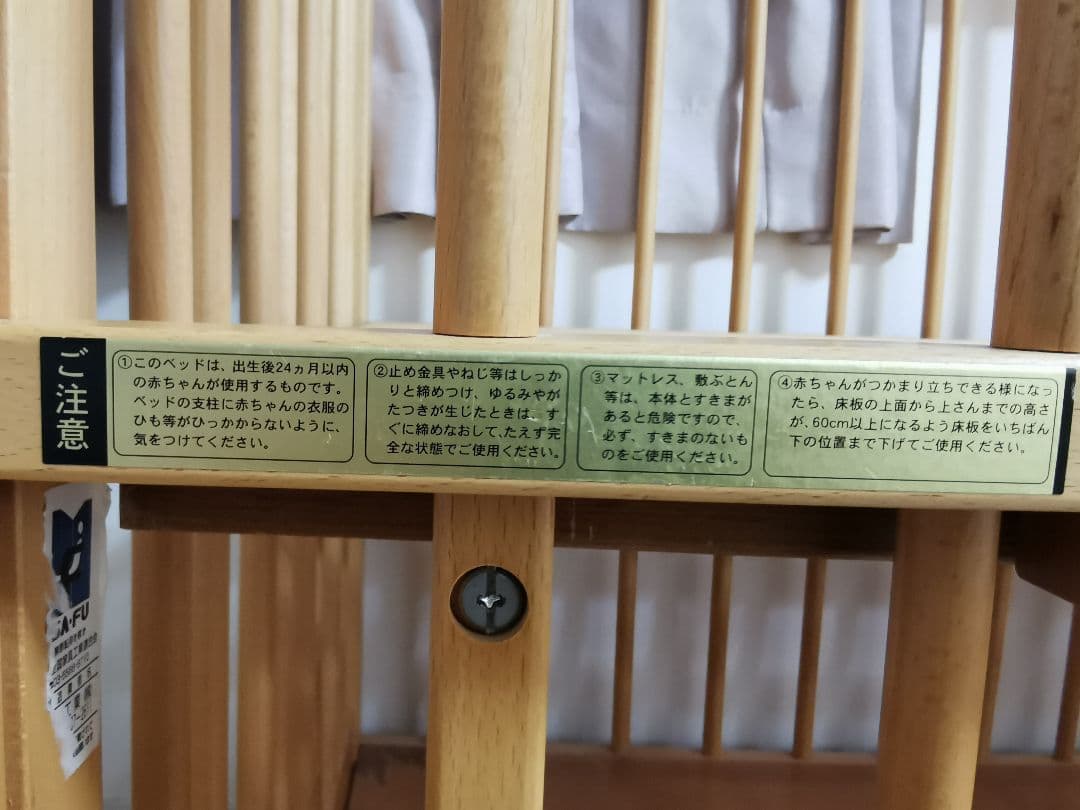 ご注意
①このベッドは、出生後24ヵ月以内
の赤ちゃんが使用するものです。
ベッドの支柱に赤ちゃんの衣服の
ひも等がひっかからないように、
気をつけてください。
②止め金具やねじ等はしっか
りと締めつけ、ゆるみやが
たつきが生じたときは、す
ぐに締めなおして、たえず完
全な状態でご使用ください。
③マットレス、敷ぶとん
等は、本体とすきまが
あると危険ですので、
必ず、すきまのないも
のをご使用ください。
④赤ちゃんがつかまり立ちできる様になっ
たら、床板の上面から上さんまでの高さ
が、60cm以上になるよう床板をいちばん
下の位置まで下げてご使用ください。